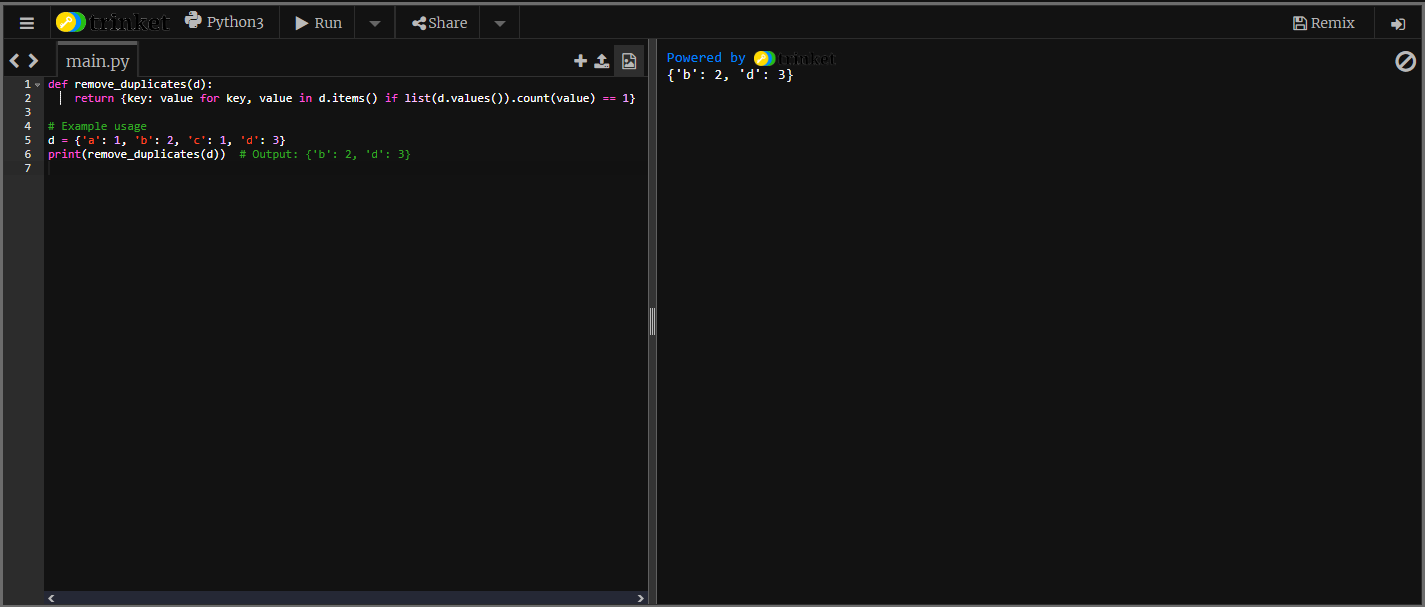 trinket Python3 Run Share Remix
main.py
1 def remove_duplicates(d):
2     return {key: value for key, value in d.items() if list(d.values()).count(value) == 1}
3
4 # Example usage
5 d = {'a': 1, 'b': 2, 'c': 1, 'd': 3}
6 print(remove_duplicates(d))  # Output: {'b': 2, 'd': 3}
7
Powered by trinket
{'b': 2, 'd': 3}